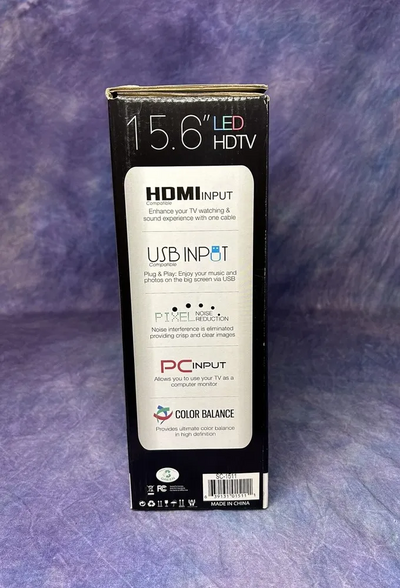 15.6" LED
HDTV
HDMI INPUT
Compatible
Enhance your TV watching &
sound experience with one cable
USB INPUT
Compatible
Plug & Play: Enjoy your music and
photos on the big screen via USB
PIXEL NOISE
REDUCTION
Noise interference is eliminated
providing crisp and clear images
PC INPUT
Allows you to use your TV as a
computer monitor
COLOR BALANCE
Provides ultimate color balance
in high definition
SC-1511
FC
MADE IN CHINA